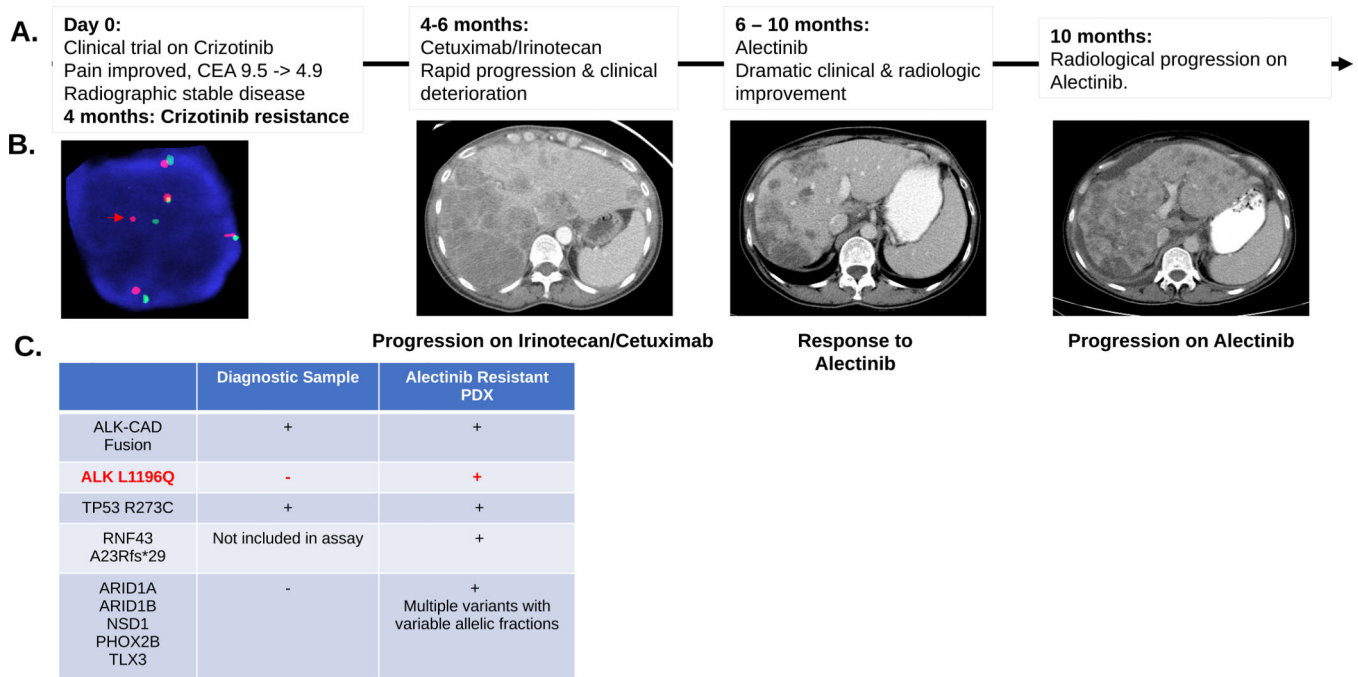 A.
Day 0:
Clinical trial on Crizotinib
Pain improved, CEA 9.5 -> 4.9
Radiographic stable disease
4 months: Crizotinib resistance
4-6 months:
Cetuximab/Irinotecan
Rapid progression & clinical
deterioration
6 – 10 months:
Alectinib
Dramatic clinical & radiologic
improvement
10 months:
Radiological progression on
Alectinib.
B.
Progression on Irinotecan/Cetuximab
Response to
Alectinib
Progression on Alectinib
C.
Diagnostic Sample
Alectinib Resistant
PDX
ALK-CAD
Fusion
+
+
ALK L1196Q
-
+
TP53 R273C
+
+
RNF43
A23Rfs*29
Not included in assay
+
ARID1A
ARID1B
NSD1
PHOX2B
TLX3
-
+
Multiple variants with
variable allelic fractions